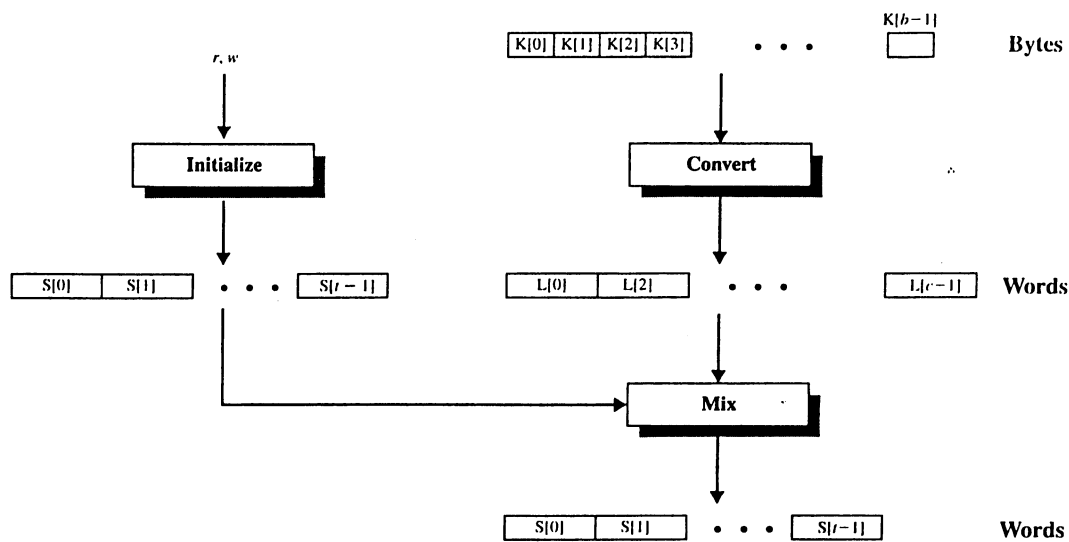 K[b−1]
K[0] K[1] K[2] K[3] • • • Bytes
r, w
Initialize Convert
S[0] S[1] • • • S[t − 1] L[0] L[2] • • • L[c−1] Words
Mix
S[0] S[1] • • • S[t−1] Words